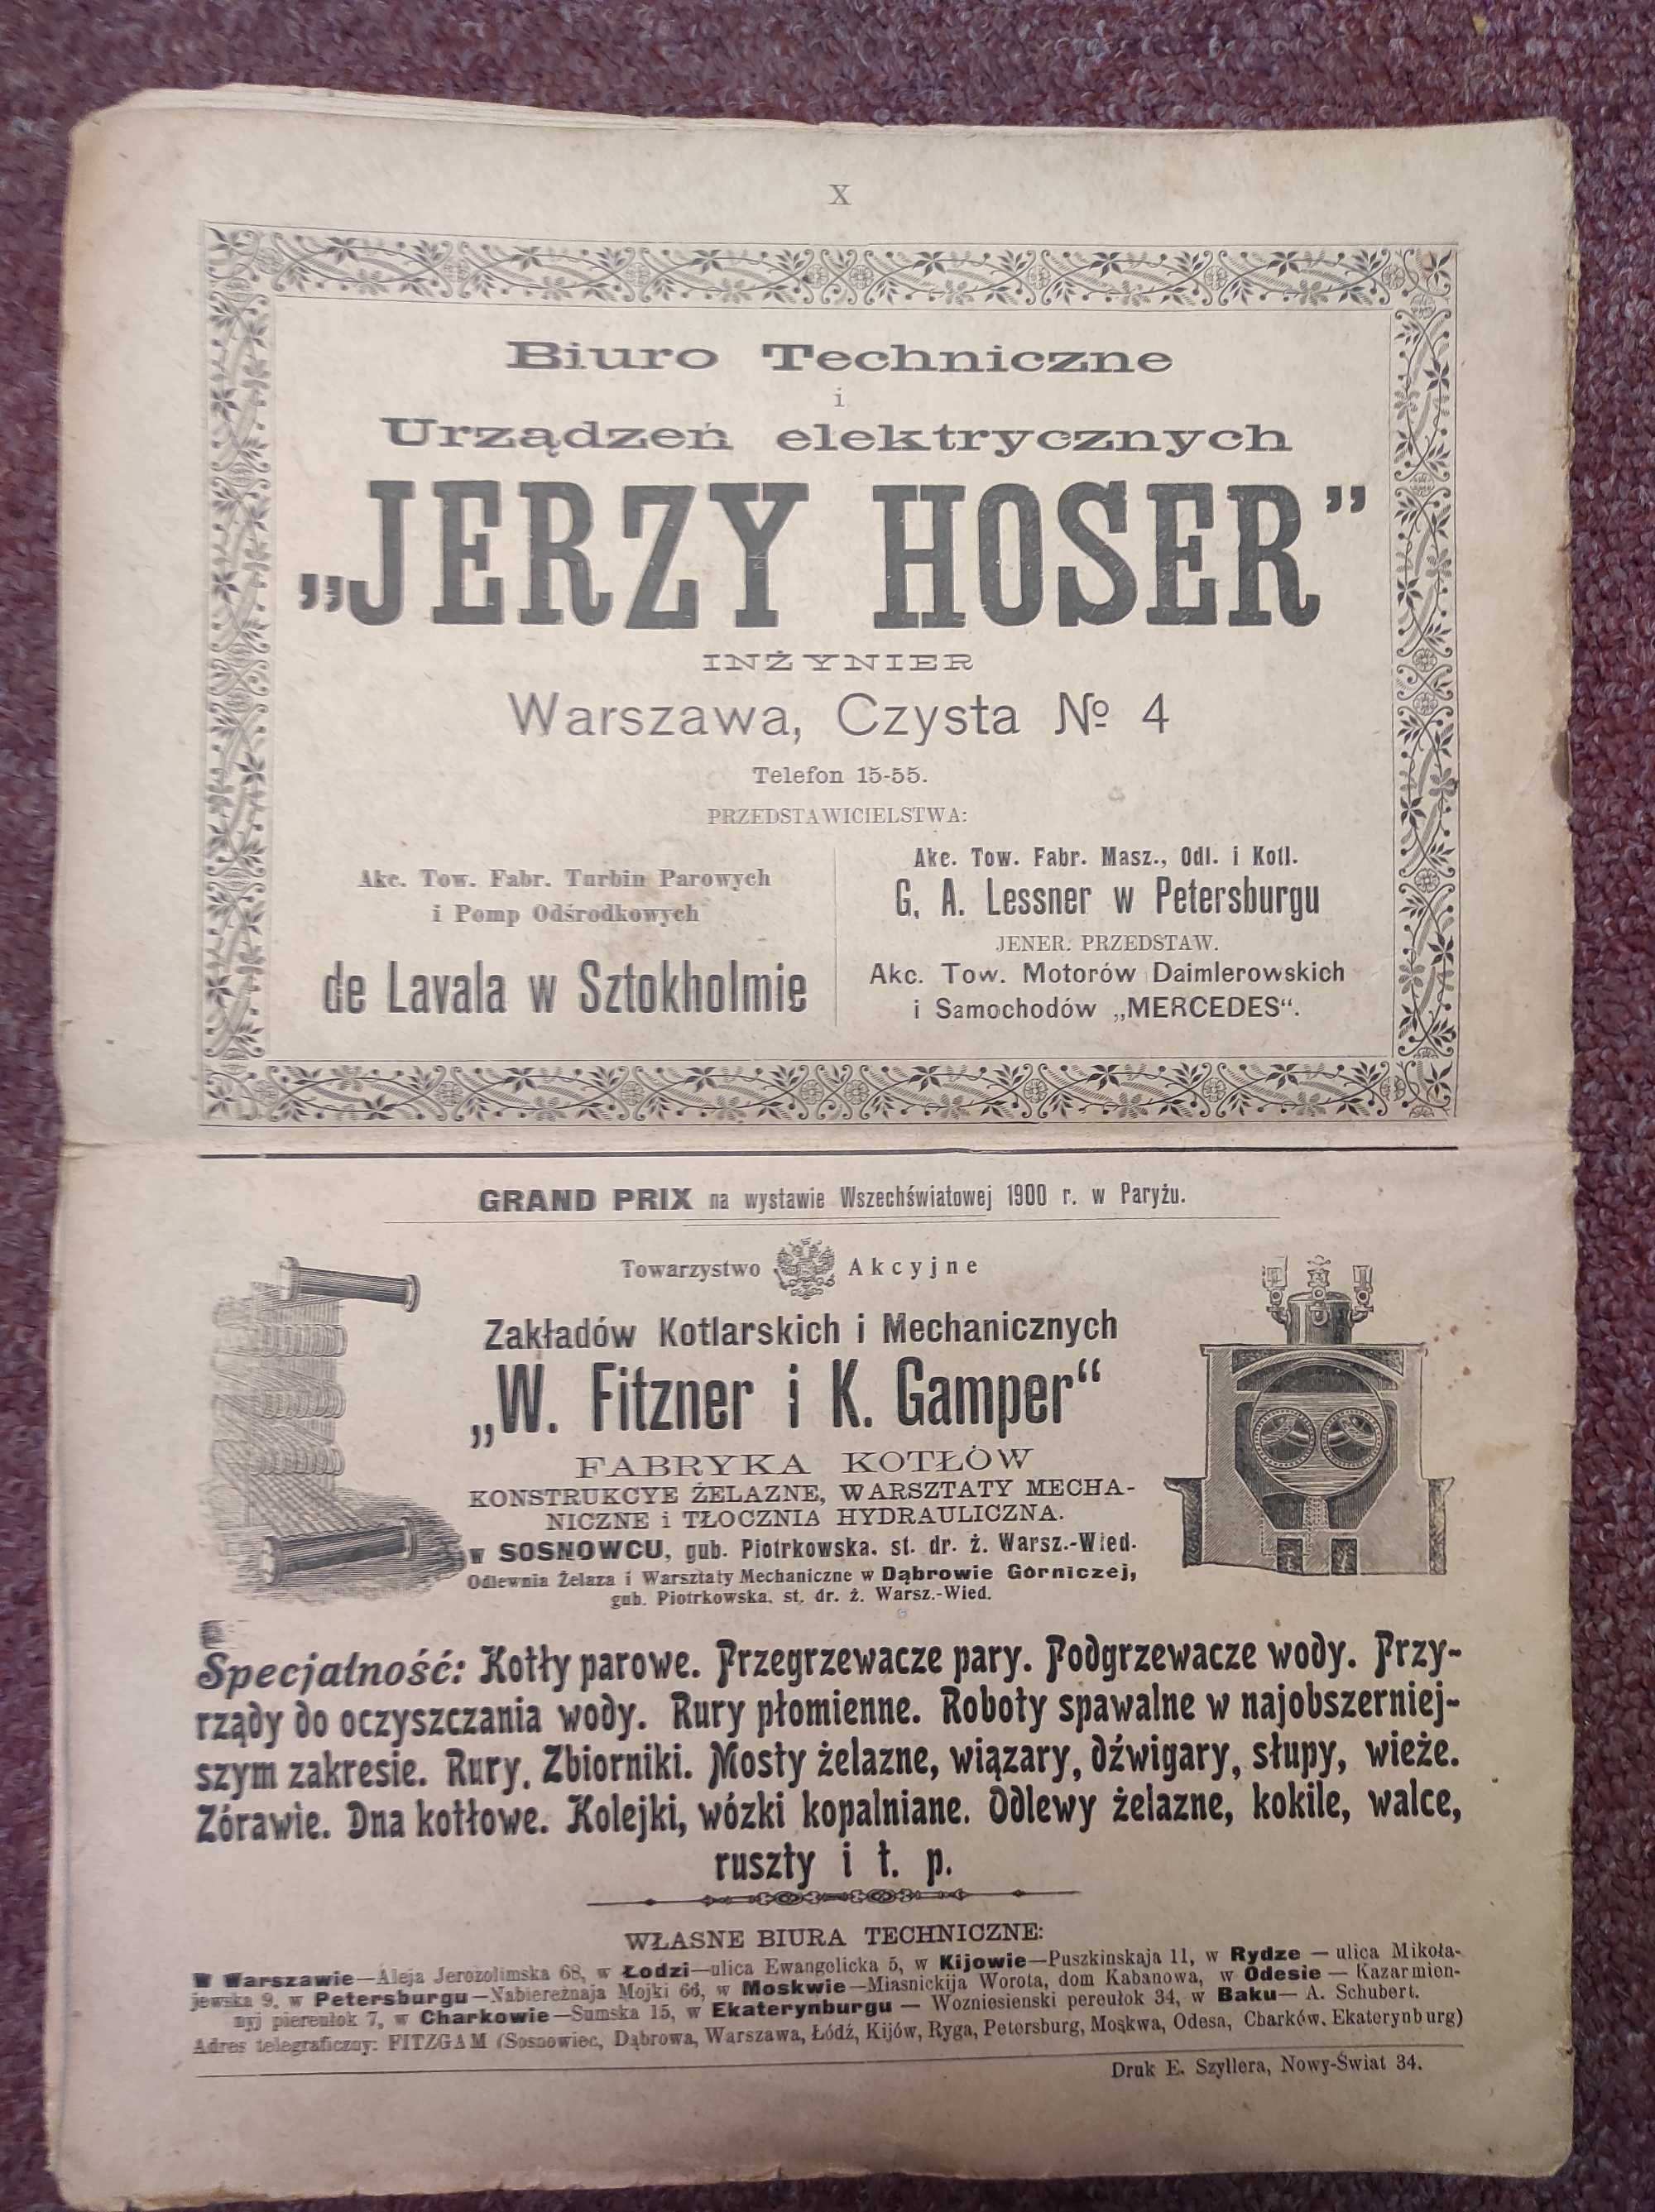 X
Biuro Techniczne
i
Urządzeń elektrycznych
„JERZY HOSER”
INŻYNIER
Warszawa, Czysta № 4
Telefon 15-55.
PRZEDSTAWICIELSTWA:
Akc. Tow. Fabr. Turbin Parowych
i Pomp Odśrodkowych
de Lavala w Sztokholmie
Akc. Tow. Fabr. Masz., Odl. i Kotl.
G. A. Lessner w Petersburgu
JENER. PRZEDSTAW.
Akc. Tow. Motorów Daimlerowskich
i Samochodów „MERCEDES“.
GRAND PRIX na wystawie Wszechświatowej 1900 r. w Paryżu.
Towarzystwo Akcyjne
Zakładów Kotlarskich i Mechanicznych
„W. Fitzner i K. Gamper“
FABRYKA KOTŁÓW
KONSTRUKCYE ŻELAZNE, WARSZTATY MECHA-
NICZNE i TŁOCZNIA HYDRAULICZNA.
w SOSNOWCU, gub. Piotrkowska. st. dr. ż. Warsz.-Wied.
Odlewnia Żelaza i Warsztaty Mechaniczne w Dąbrowie Górniczej,
gub. Piotrkowska. st. dr. ż. Warsz.-Wied.
Specjalność: Kotły parowe. Przegrzewacze pary. Podgrzewacze wody. Przy-
rządy do oczyszczania wody. Rury płomienne. Roboty spawalne w najobszerniej-
szym zakresie. Rury. Zbiorniki. Mosty żelazne, wiązary, dźwigary, słupy, wieże.
Żórawie. Dna kotłowe. Kolejki, wózki kopalniane. Odlewy żelazne, kokile, walce,
ruszty i t. p.
WŁASNE BIURA TECHNICZNE:
W Warszawie—Aleja Jerozolimska 68, w Łodzi—ulica Ewangelicka 5, w Kijowie—Puszkinskaja 11, w Rydze — ulica Mikoła-
jewska 9, w Petersburgu—Nabiereżnaja Mojki 66, w Moskwie—Miasnickija Worota, dom Kabanowa, w Odesie — Kazarmien-
nyj piereułok 7, w Charkowie—Sumska 15, w Ekaterynburgu — Wozniesienski pereułok 34, w Baku— A. Schubert.
Adres telegraficzny: FITZGAM (Sosnowiec, Dąbrowa, Warszawa, Łódź, Kijów, Ryga, Petersburg, Moskwa, Odesa, Charków, Ekaterynburg)
Druk E. Szyllera, Nowy-Świat 34.